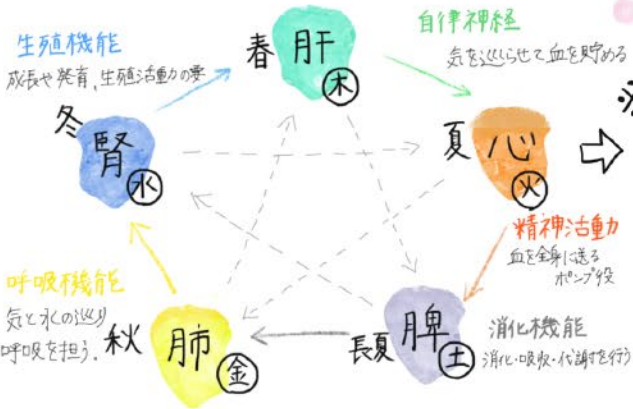 生殖機能
成長や発育、生殖活動の要
春 肝
木
自律神経
気を巡らせて血を貯める
冬
腎
水
夏 心
火
精神活動
血を全身に送る
ポンプ役
呼吸機能
気と水の巡り
呼吸を担う。
秋 肺
金
長夏 脾
土
消化機能
消化・吸収・代謝を行う